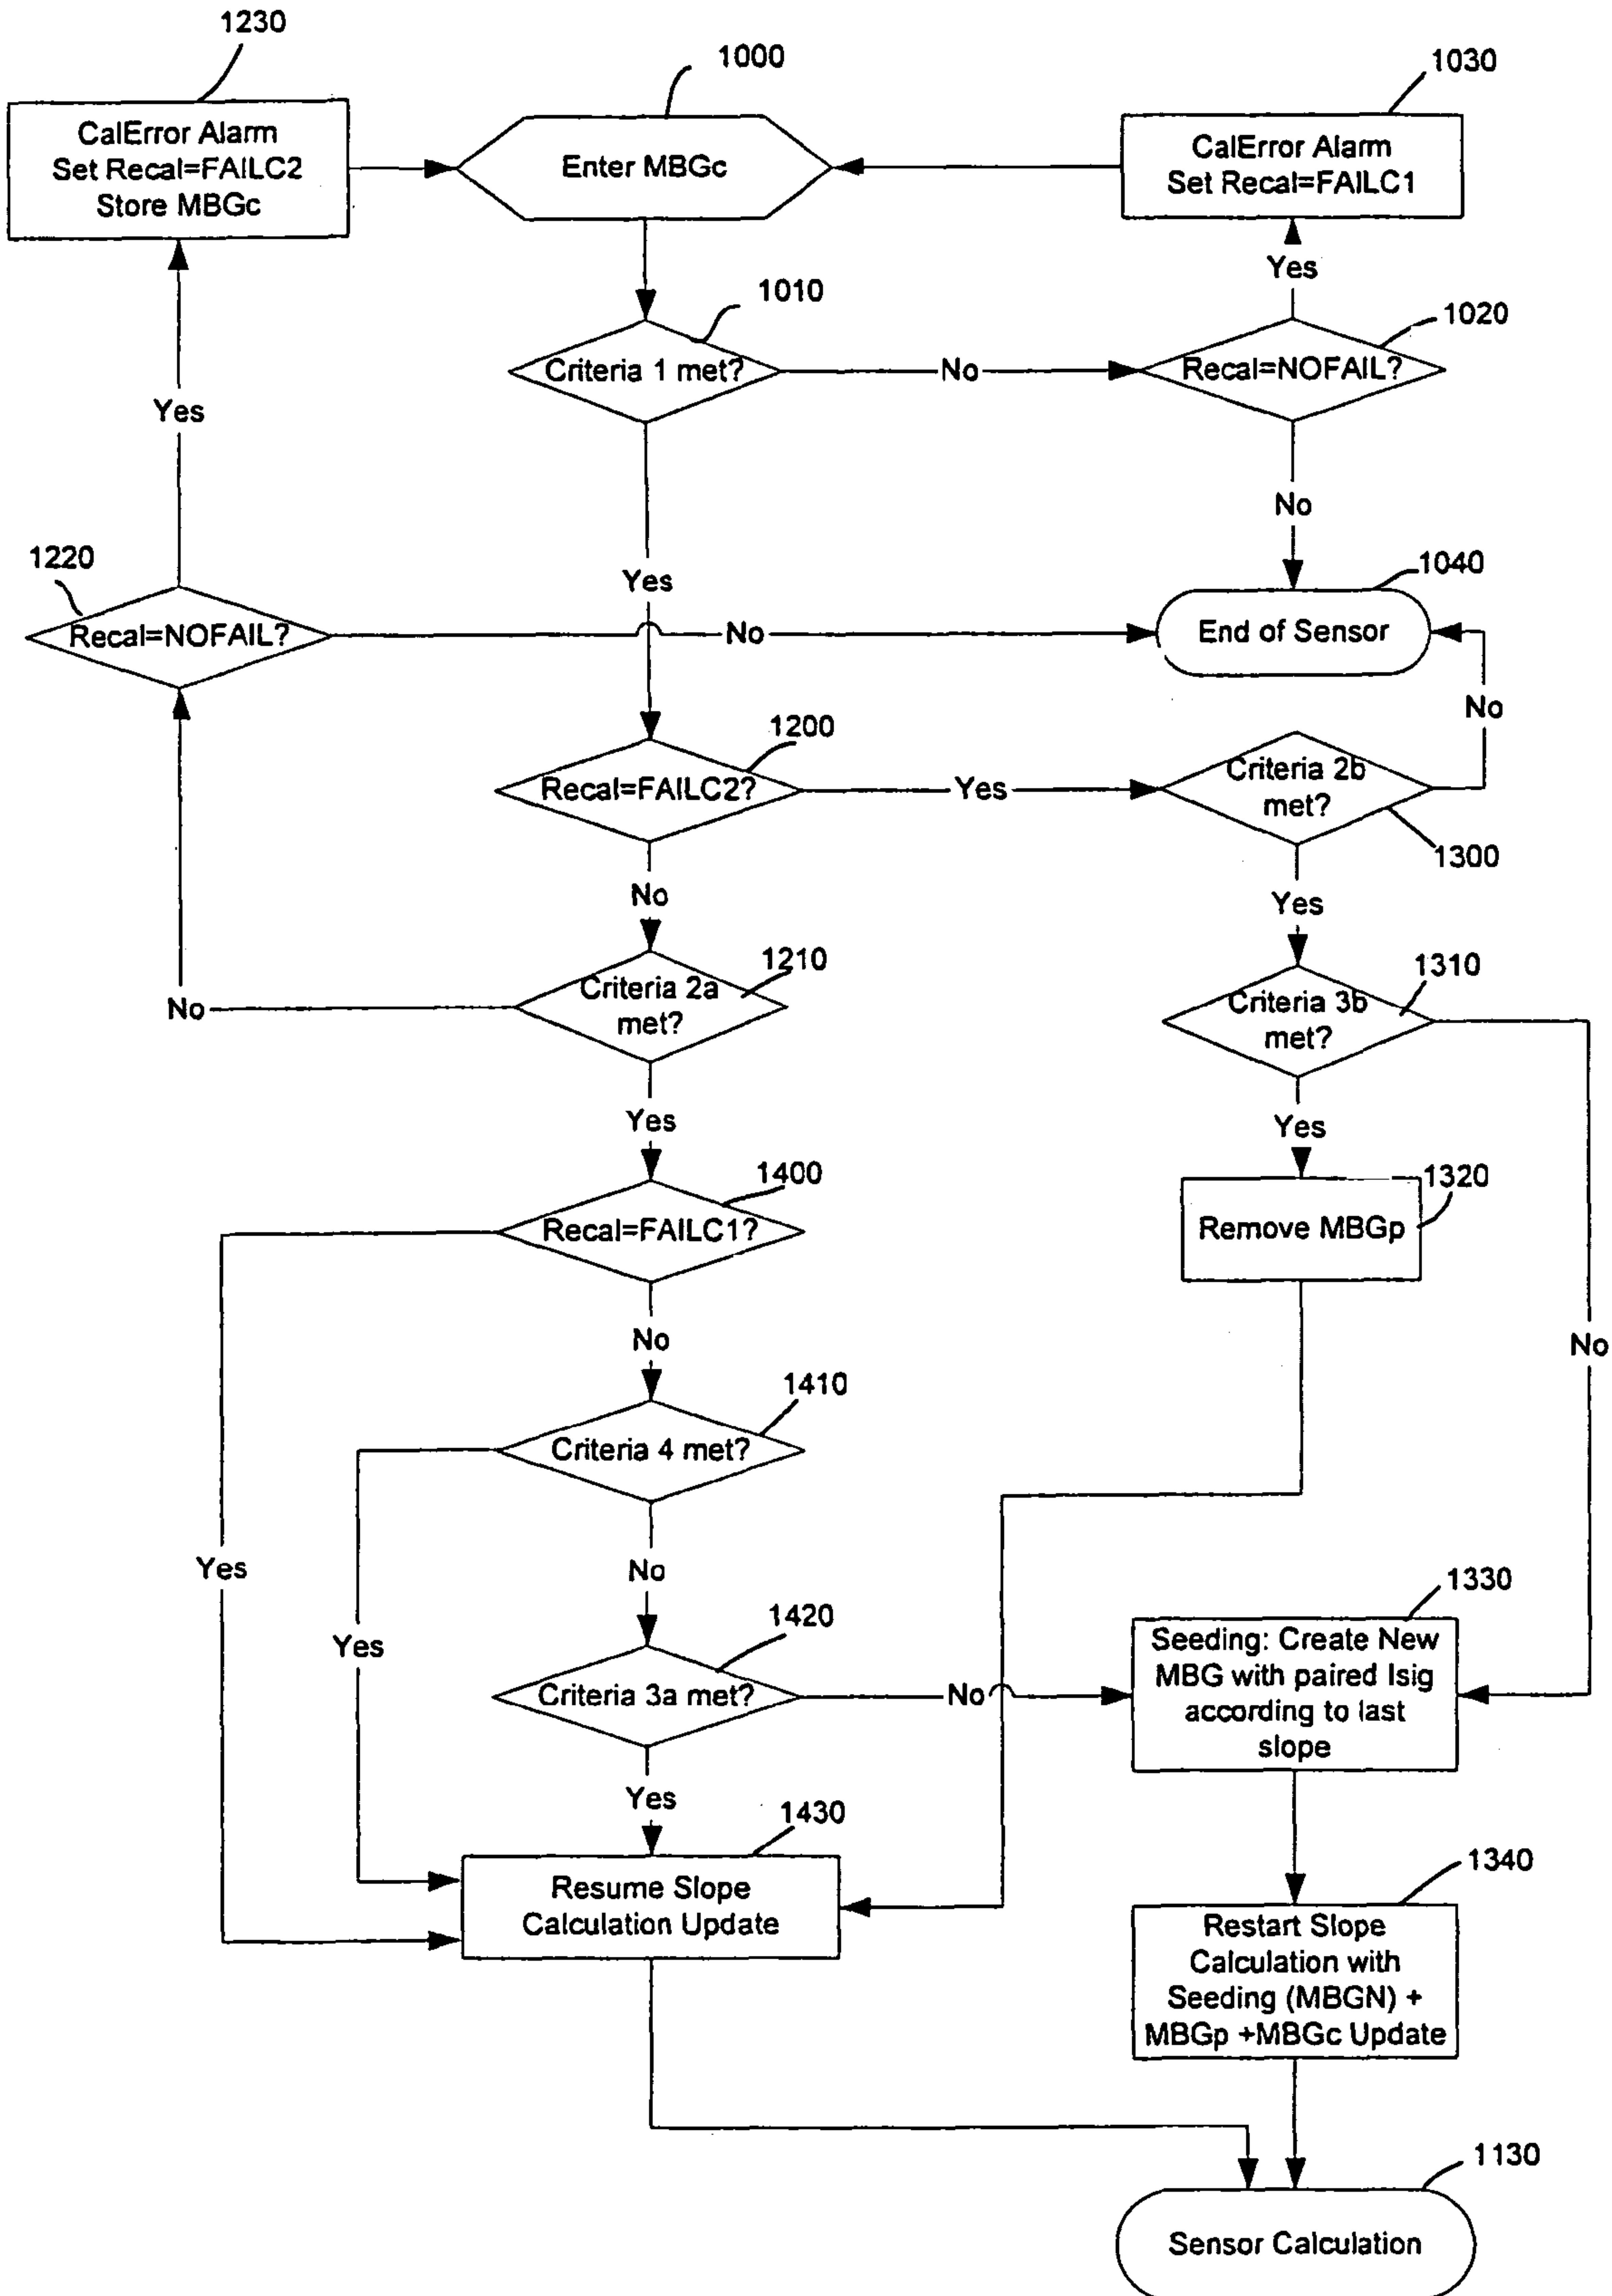 1230
1000
1030
CalError Alarm
Set Recal=FAILC2
Store MBGc
Enter MBGc
CalError Alarm
Set Recal=FAILC1
Yes
1010
1020
Criteria 1 met?
No
Recal=NOFAIL?
Yes
No
1220
Yes
1040
Recal=NOFAIL?
No
End of Sensor
No
1200
Recal=FAILC2?
Yes
Criteria 2b
met?
1300
No
Yes
1210
Criteria 2a
met?
No
1310
Criteria 3b
met?
Yes
Yes
1400
1320
Recal=FAILC1?
Remove MBGp
No
No
1410
Criteria 4 met?
Yes
No
1330
1420
Yes
Seeding: Create New
MBG with paired Isig
according to last
slope
Criteria 3a met?
No
Yes
1430
1340
Resume Slope
Calculation Update
Restart Slope
Calculation with
Seeding (MBGN) +
MBGp +MBGc Update
1130
Sensor Calculation